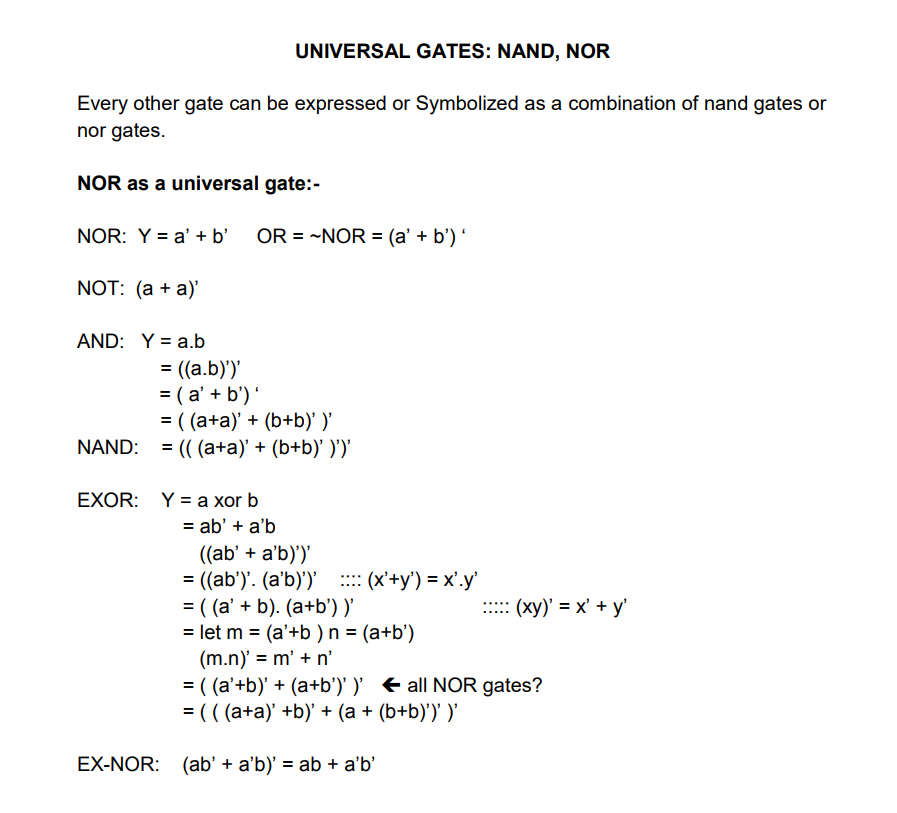 UNIVERSAL GATES: NAND, NOR
Every other gate can be expressed or Symbolized as a combination of nand gates or
nor gates.
NOR as a universal gate:-
NOR: Y = a’ + b’ OR = ~NOR = (a’ + b’) ‘
NOT: (a + a)’
AND: Y = a.b
= ((a.b)’)’
= ( a’ + b’) ‘
= ( (a+a)’ + (b+b)’ )’
NAND: = (( (a+a)’ + (b+b)’ )’)’
EXOR: Y = a xor b
= ab’ + a’b
((ab’ + a’b)’)’
= ((ab’)’. (a’b)’)’ :::: (x’+y’) = x’.y’
= ( (a’ + b). (a+b’) )’ ::::: (xy)’ = x’ + y’
= let m = (a’+b ) n = (a+b’)
(m.n)’ = m’ + n’
= ( (a’+b)’ + (a+b’)’ )’ 🡸 all NOR gates?
= ( ( (a+a)’ +b)’ + (a + (b+b)’)’ )’
EX-NOR: (ab’ + a’b)’ = ab + a’b’